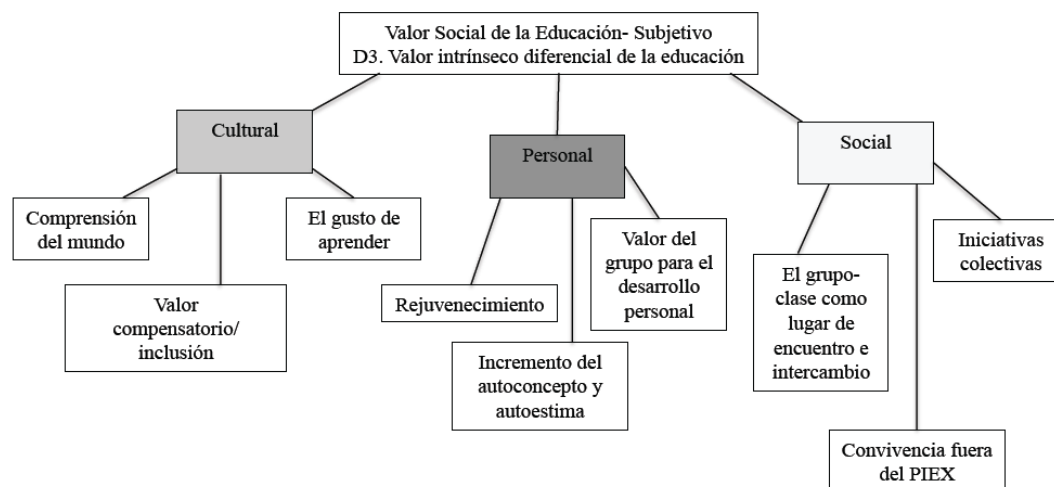 Valor Social de la Educación- Subjetivo
D3. Valor intrínseco diferencial de la educación
Cultural
Personal
Social
Comprensión
del mundo
El gusto de
aprender
Valor
compensatorio/
inclusión
Rejuvenecimiento
Valor del
grupo para el
desarrollo
personal
Incremento del
autoconcepto y
autoestima
El grupo-
clase como
lugar de
encuentro e
intercambio
Iniciativas
colectivas
Convivencia fuera
del PIEX